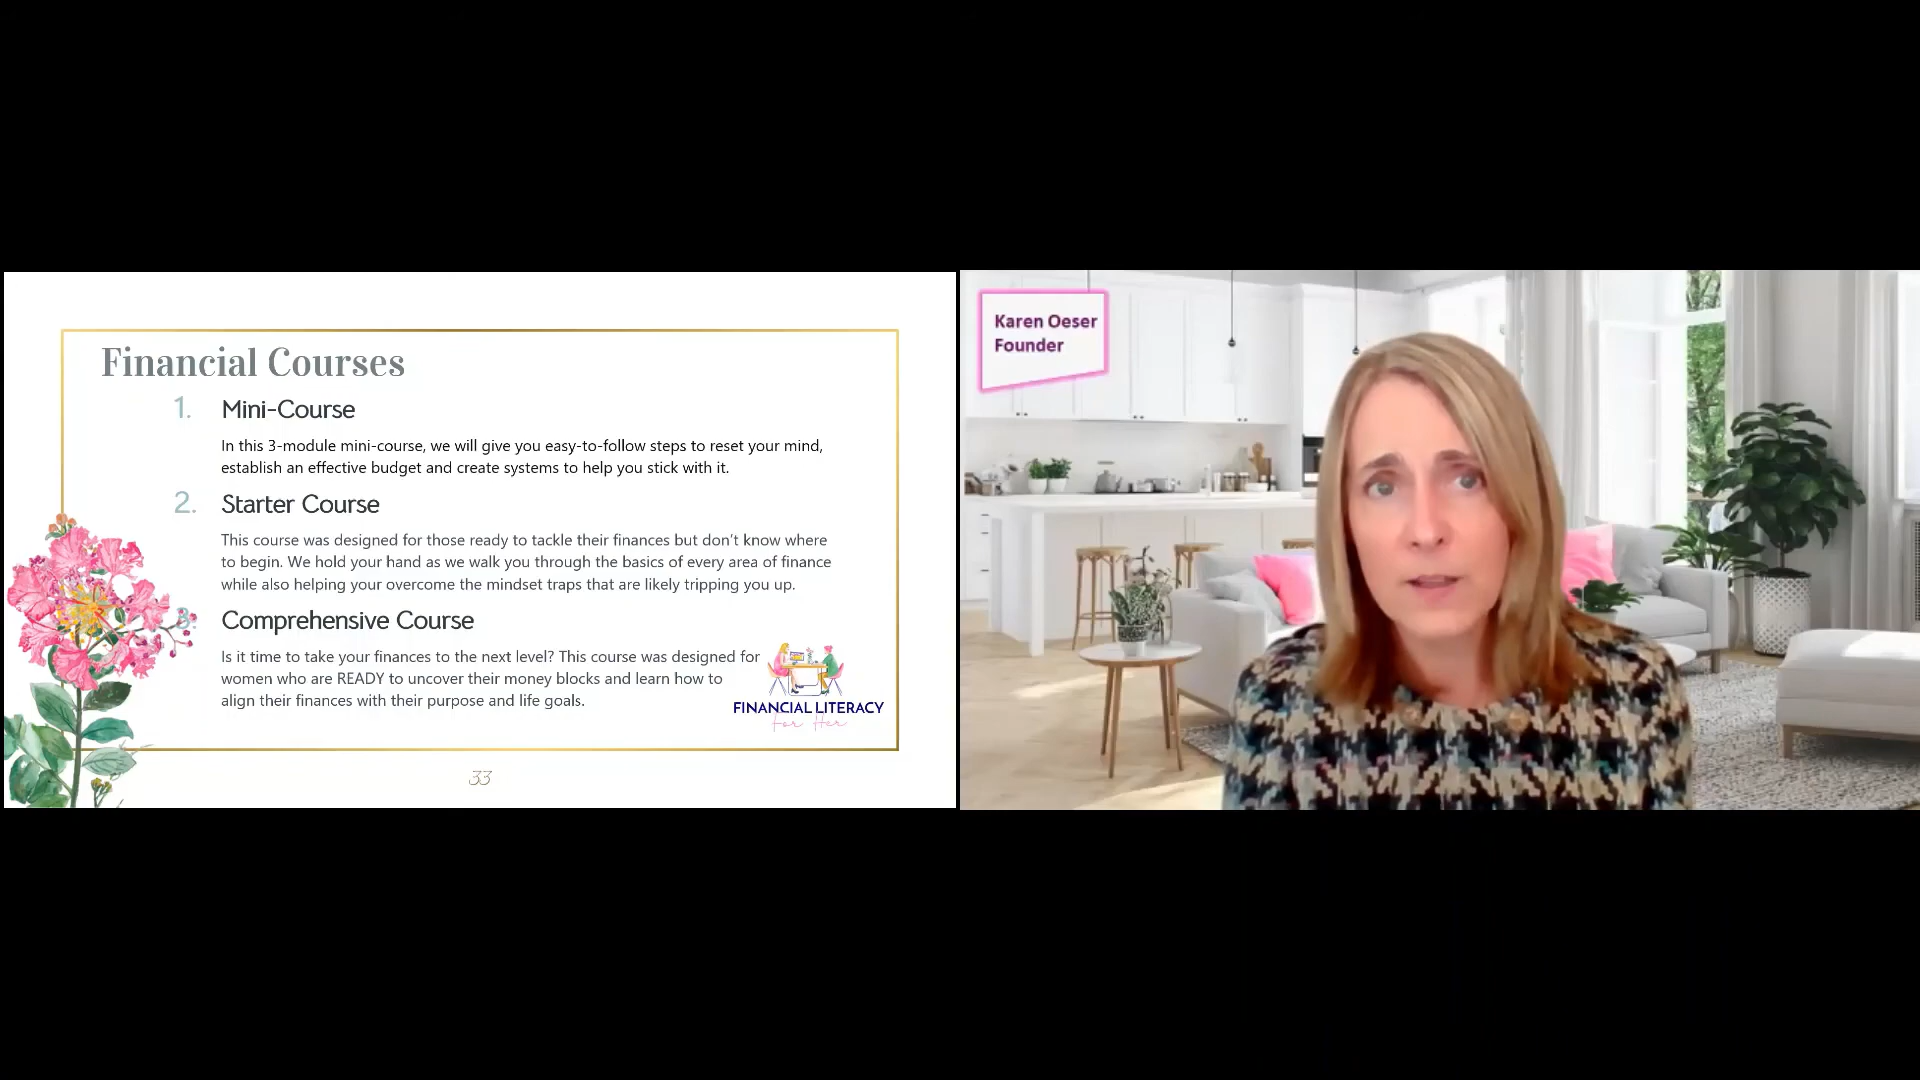 Financial Courses
1. Mini-Course
In this 3-module mini-course, we will give you easy-to-follow steps to reset your mind,
establish an effective budget and create systems to help you stick with it.
2. Starter Course
This course was designed for those ready to tackle their finances but don't know where
to begin. We hold your hand as we walk you through the basics of every area of finance
while also helping your overcome the mindset traps that are likely tripping you up.
3. Comprehensive Course
Is it time to take your finances to the next level? This course was designed for
women who are READY to uncover their money blocks and learn how to
align their finances with their purpose and life goals.
FINANCIAL LITERACY
For Her
33
Karen Oeser
Founder